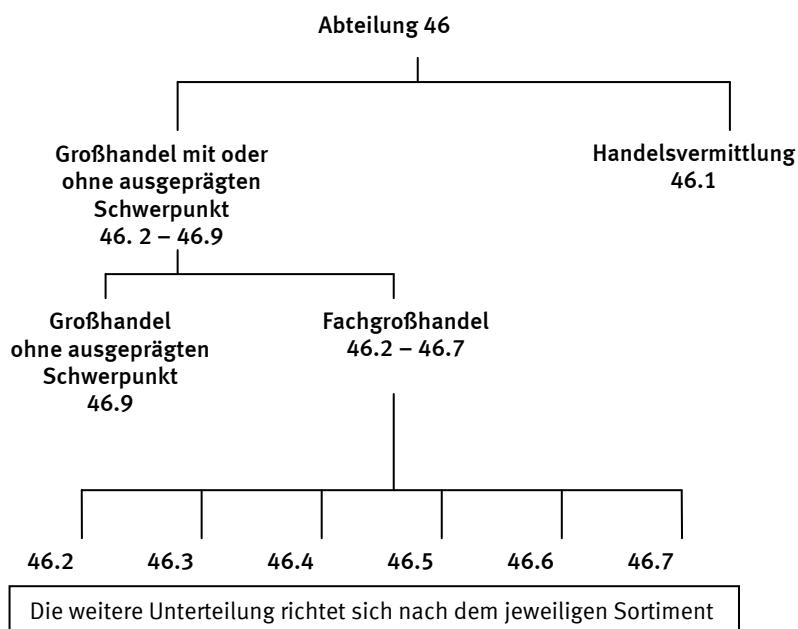 Abteilung 46
Großhandel mit oder
ohne ausgeprägten
Schwerpunkt
46. 2 – 46.9
Handelsvermittlung
46.1
Großhandel
ohne ausgeprägten
Schwerpunkt
46.9
Fachgroßhandel
46.2 – 46.7
46.2 46.3 46.4 46.5 46.6 46.7
Die weitere Unterteilung richtet sich nach dem jeweiligen Sortiment